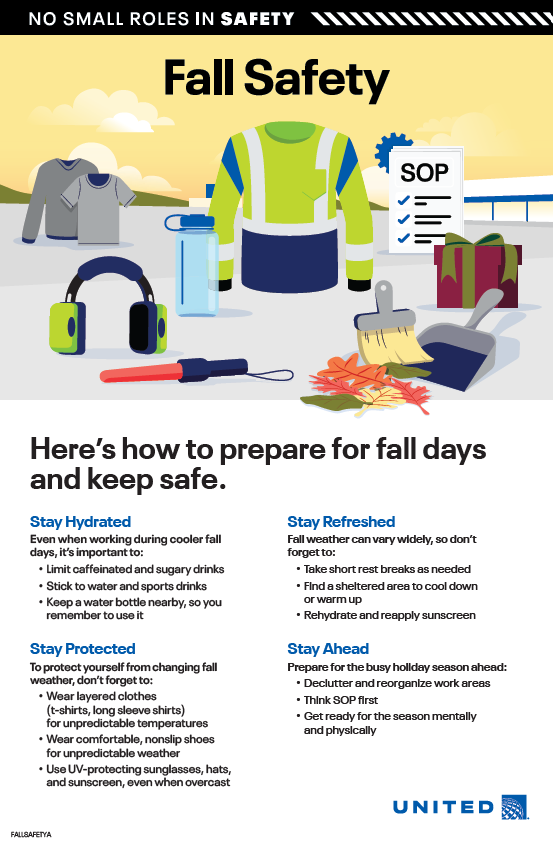 NO SMALL ROLES IN SAFETY
Fall Safety
SOP
Here's how to prepare for fall days
and keep safe.
Stay Hydrated
Even when working during cooler fall
days, it's important to:
• Limit caffeinated and sugary drinks
• Stick to water and sports drinks
• Keep a water bottle nearby, so you
remember to use it
Stay Protected
To protect yourself from changing fall
weather, don't forget to:
• Wear layered clothes
(t-shirts, long sleeve shirts)
for unpredictable temperatures
• Wear comfortable, nonslip shoes
for unpredictable weather
• Use UV-protecting sunglasses, hats,
and sunscreen, even when overcast
Stay Refreshed
Fall weather can vary widely, so don't
forget to:
• Take short rest breaks as needed
• Find a sheltered area to cool down
or warm up
• Rehydrate and reapply sunscreen
Stay Ahead
Prepare for the busy holiday season ahead:
• Declutter and reorganize work areas
• Think SOP first
• Get ready for the season mentally
and physically
UNITED
FALLSAFETYA